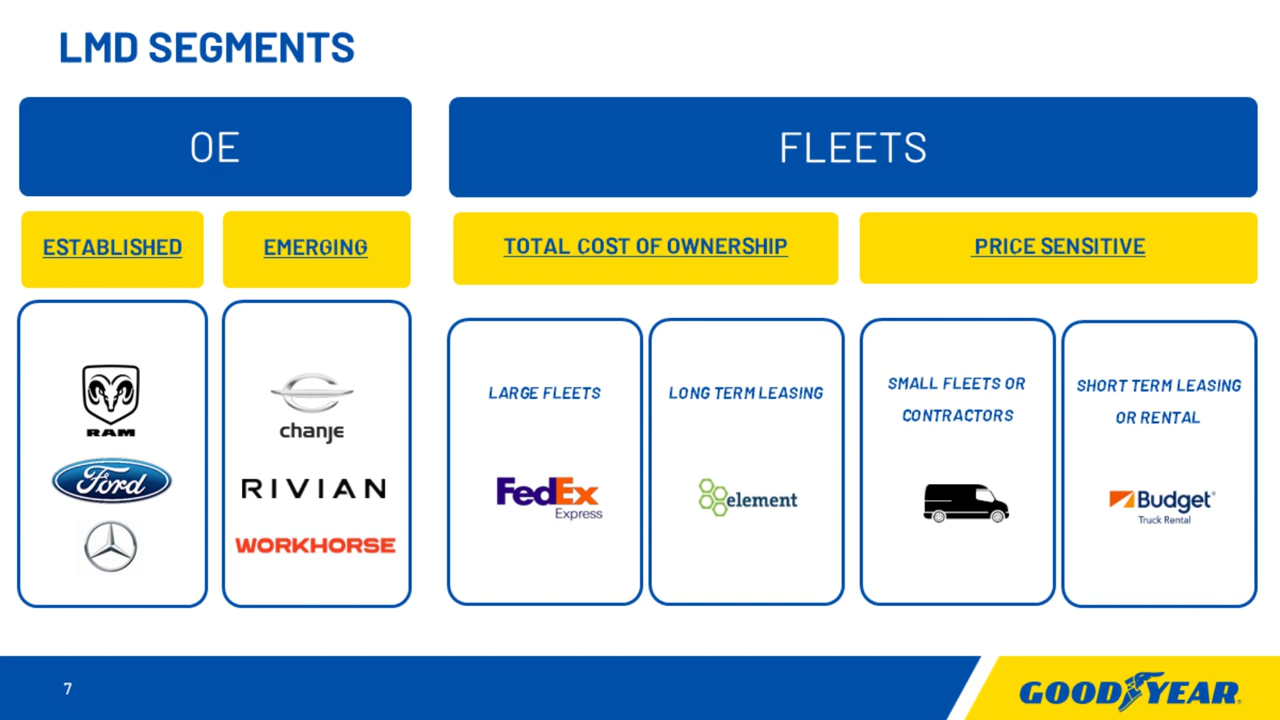 LMD SEGMENTS
OE
FLEETS
ESTABLISHED
EMERGING
TOTAL COST OF OWNERSHIP
PRICE SENSITIVE
RAM
Ford
chanje
RIVIAN
WORKHORSE
LARGE FLEETS
FedEx
Express
LONG TERM LEASING
element
SMALL FLEETS OR
CONTRACTORS
SHORT TERM LEASING
OR RENTAL
Budget
Truck Rental
7
GOODYEAR